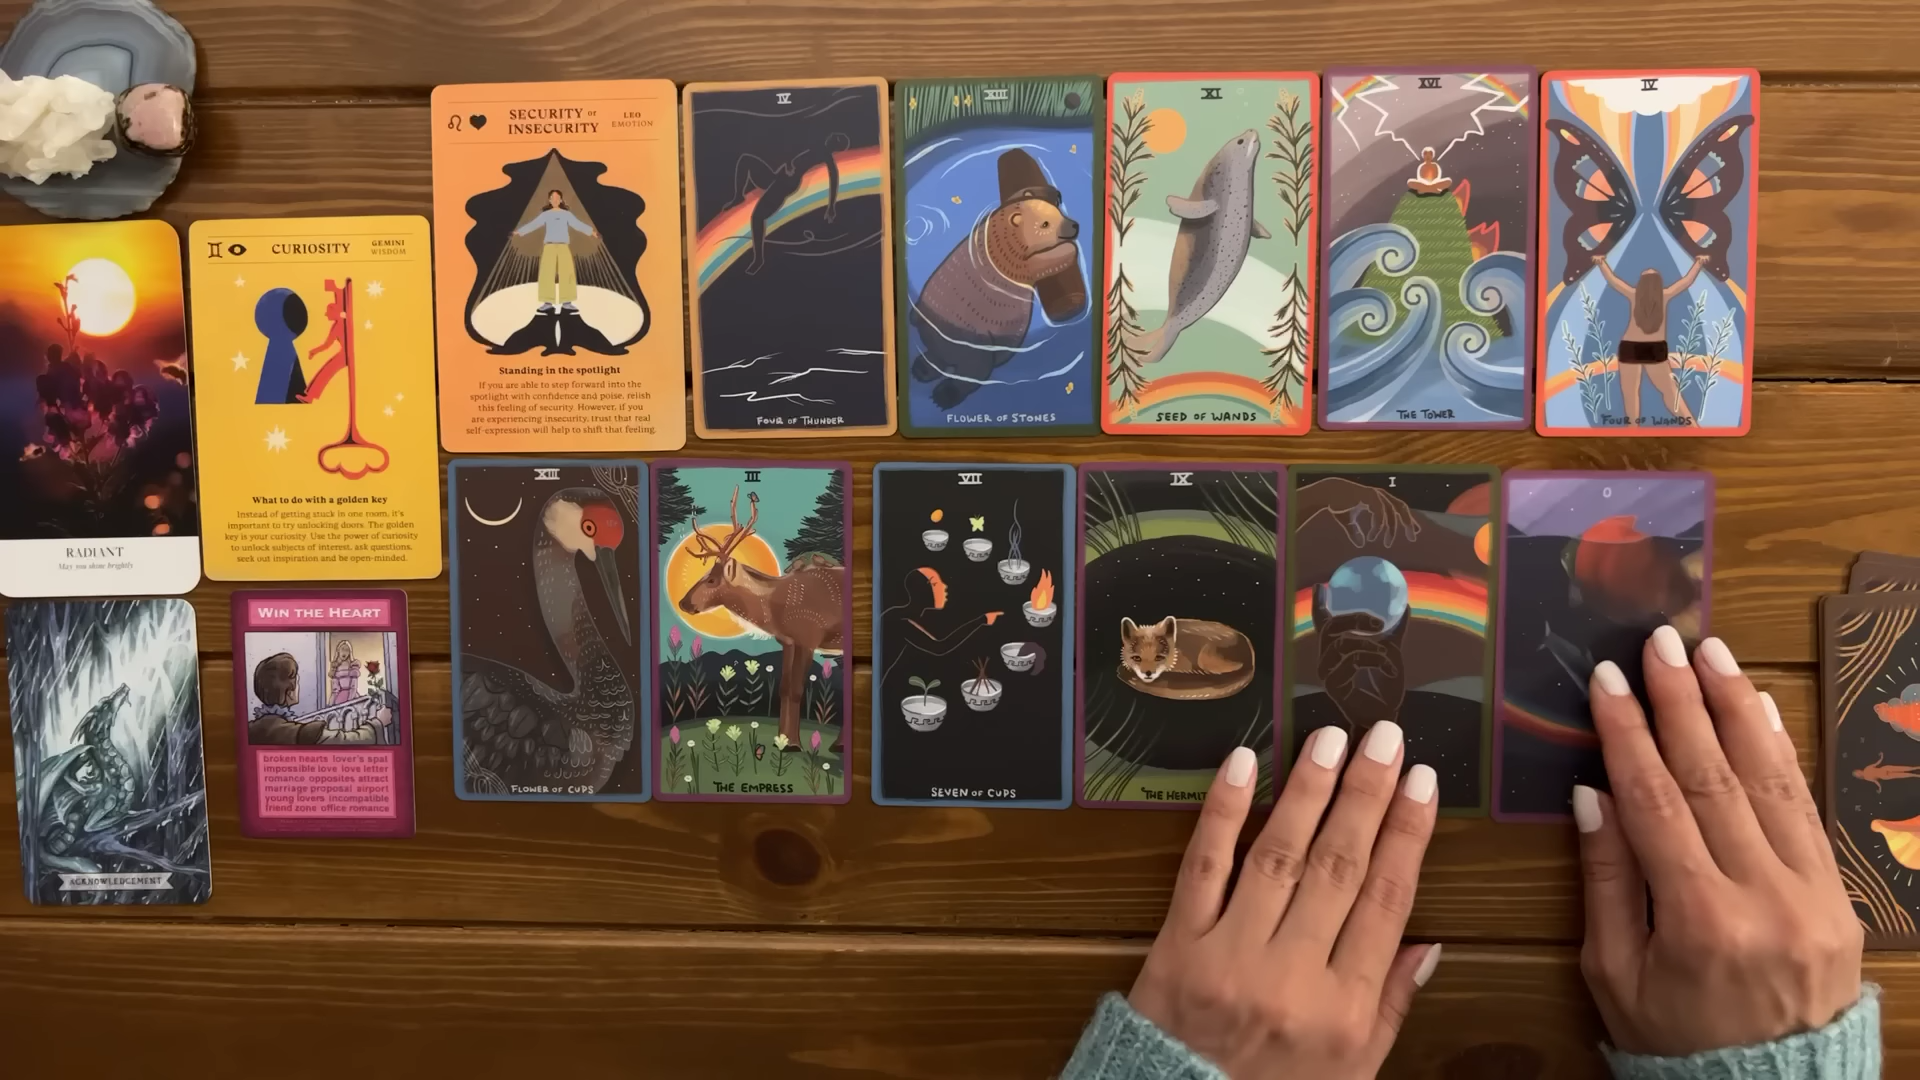 RADIANT
May you shine brightly
ACKNOWLEDGEMENT
CURIOSITY
GEMINI
WISDOM
What to do with a golden key
Instead of getting stuck in one room, it's
important to try unlocking doors. The golden
key is your curiosity. Use the power of curiosity
to unlock subjects of interest, ask questions,
seek out inspiration and be open-minded.
WIN THE HEART
broken hearts lover's spat
impossible love love letter
romance opposites attract
marriage proposal airport
young lovers incompatible
friend zone office romance
SECURITY or
INSECURITY
LEO
EMOTION
Standing in the spotlight
If you are able to step forward into the
spotlight with confidence and poise, relish
this feeling of security. However, if you
are experiencing insecurity, trust that real
self-expression will help to shift that feeling.
IV
FOUR OF THUNDER
XIII
FLOWER OF STONES
XI
SEED OF WANDS
XVI
THE TOWER
IV
FOUR OF WANDS
XIII
FLOWER OF CUPS
III
THE EMPRESS
VII
SEVEN OF CUPS
IX
THE HERMIT
I
0